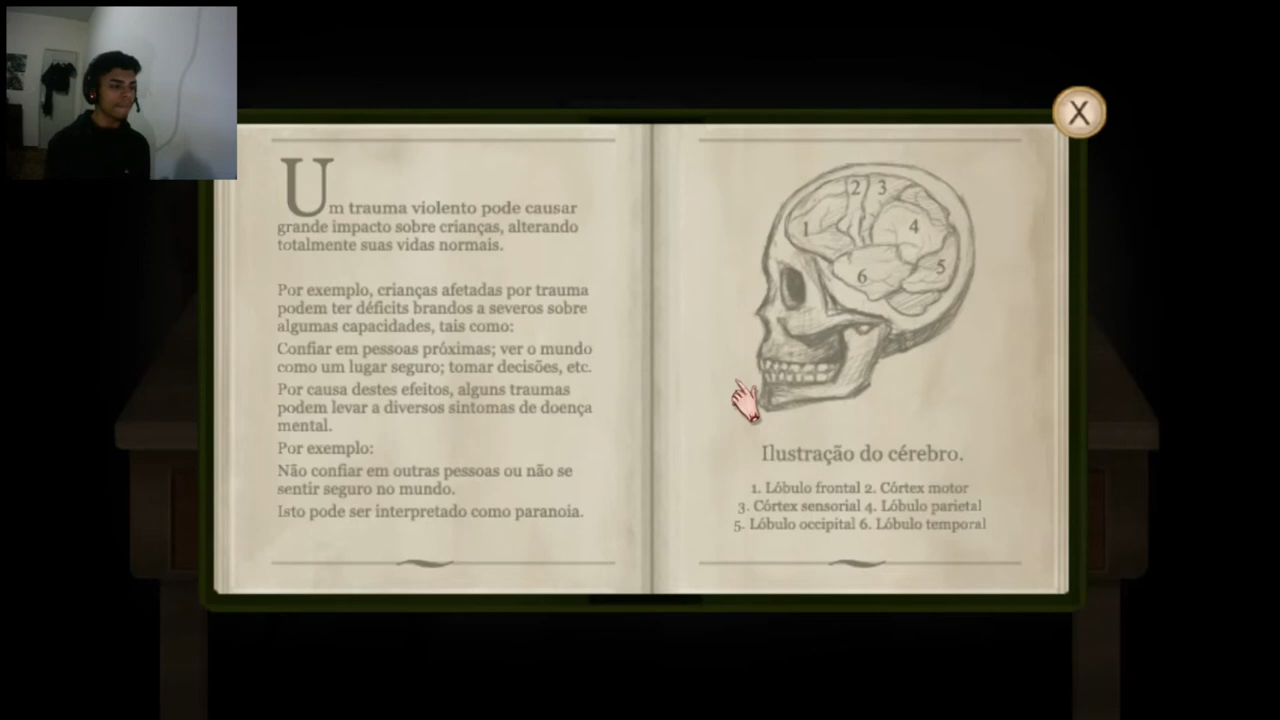 Um trauma violento pode causar
grande impacto sobre crianças, alterando
totalmente suas vidas normais.
Por exemplo, crianças afetadas por trauma
podem ter déficits brandos a severos sobre
algumas capacidades, tais como:
Confiar em pessoas próximas; ver o mundo
como um lugar seguro; tomar decisões, etc.
Por causa destes efeitos, alguns traumas
podem levar a diversos sintomas de doença
mental.
Por exemplo:
Não confiar em outras pessoas ou não se
sentir seguro no mundo.
Isto pode ser interpretado como paranoia.
X
1
2
3
4
5
6
Ilustração do cérebro.
1. Lóbulo frontal 2. Córtex motor
3. Córtex sensorial 4. Lóbulo parietal
5. Lóbulo occipital 6. Lóbulo temporal